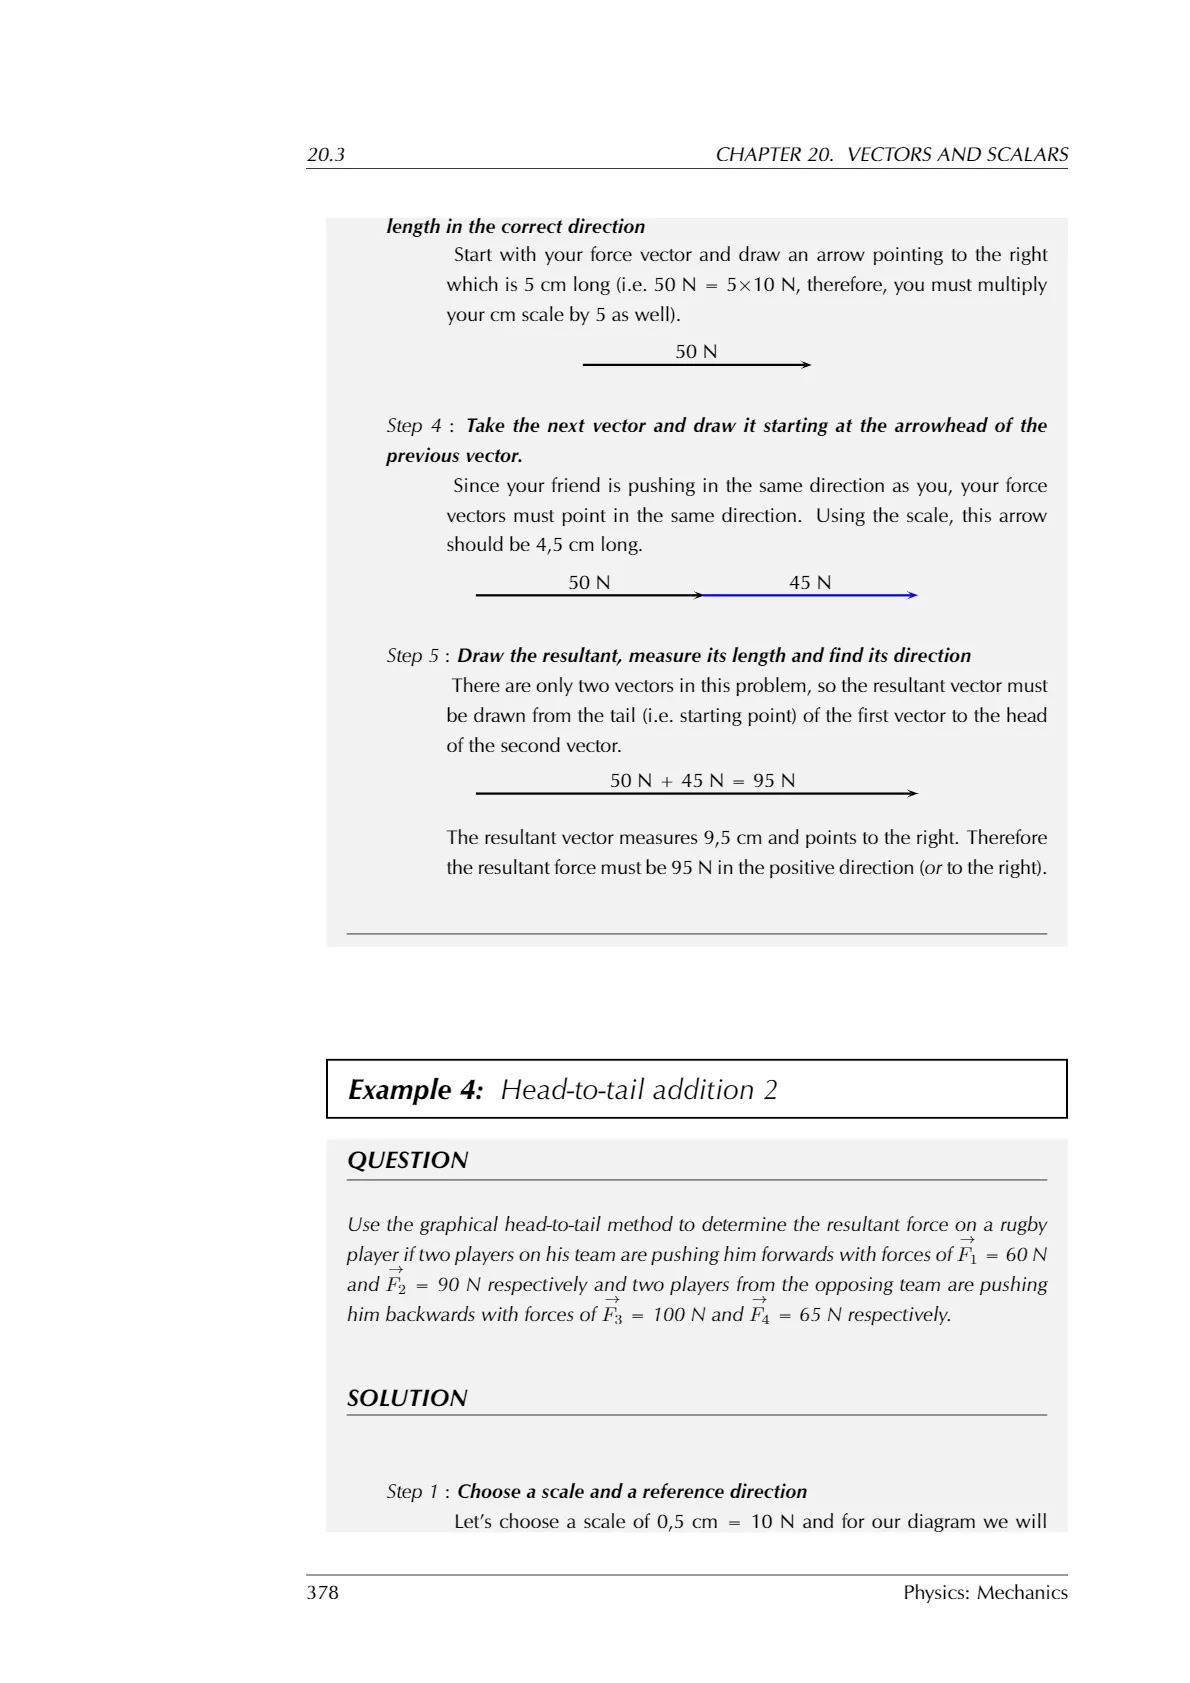 20.3 CHAPTER 20. VECTORS AND SCALARS
length in the correct direction
Start with your force vector and draw an arrow pointing to the right
which is 5 cm long (i.e. 50 N = 5×10 N, therefore, you must multiply
your cm scale by 5 as well).
50 N
Step 4 : Take the next vector and draw it starting at the arrowhead of the
previous vector.
Since your friend is pushing in the same direction as you, your force
vectors must point in the same direction. Using the scale, this arrow
should be 4,5 cm long.
50 N 45 N
Step 5 : Draw the resultant, measure its length and find its direction
There are only two vectors in this problem, so the resultant vector must
be drawn from the tail (i.e. starting point) of the first vector to the head
of the second vector.
50 N + 45 N = 95 N
The resultant vector measures 9,5 cm and points to the right. Therefore
the resultant force must be 95 N in the positive direction (or to the right).
Example 4: Head-to-tail addition 2
QUESTION
Use the graphical head-to-tail method to determine the resultant force on a rugby
player if two players on his team are pushing him forwards with forces of F⃗₁ = 60 N
and F⃗₂ = 90 N respectively and two players from the opposing team are pushing
him backwards with forces of F⃗₃ = 100 N and F⃗₄ = 65 N respectively.
SOLUTION
Step 1 : Choose a scale and a reference direction
Let's choose a scale of 0,5 cm = 10 N and for our diagram we will
378 Physics: Mechanics